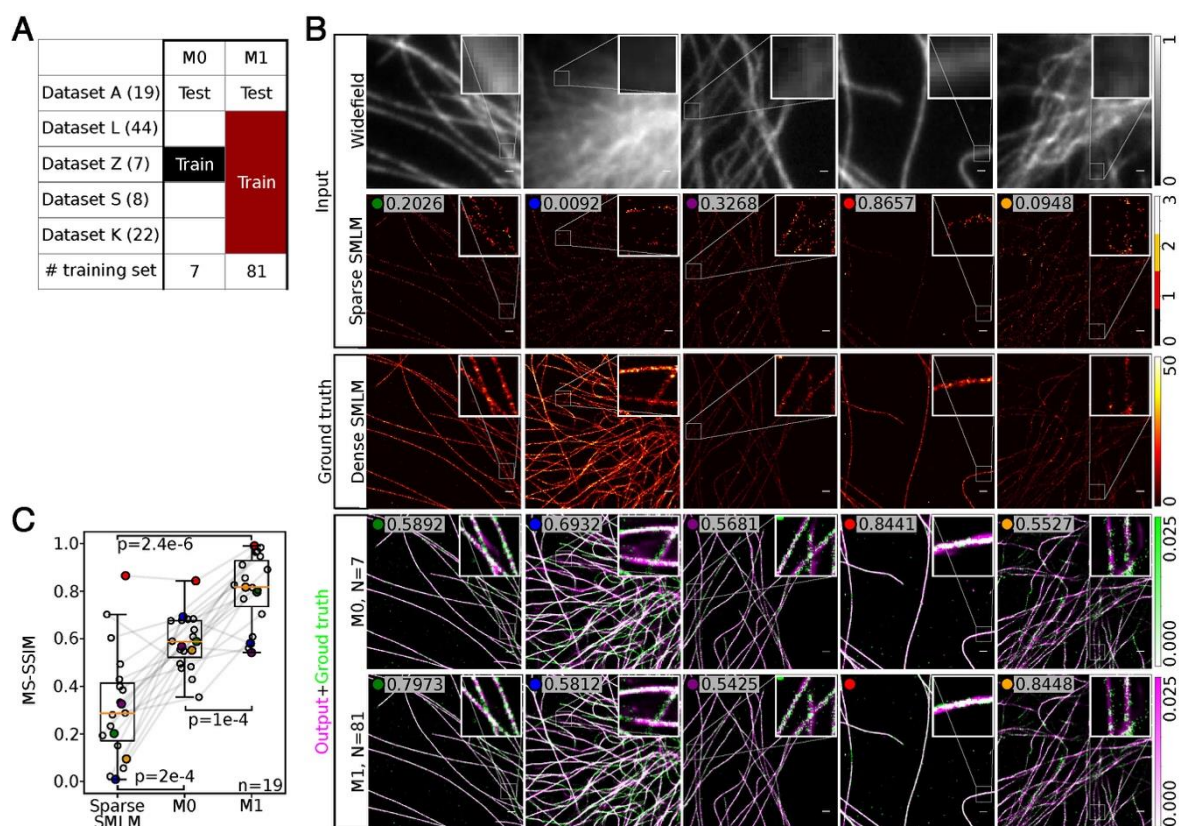 A
M0 M1
Dataset A (19) Test Test
Dataset L (44)
Dataset Z (7) Train
Train
Dataset S (8)
Dataset K (22)
# training set 7 81
B
Input
Widefield
1
0
Sparse SMLM
0.2026 0.0092 0.3268 0.8657 0.0948
3
2
1
0
Ground truth
Dense SMLM
50
0
Output+Groud truth
M0, N=7
0.5892 0.6932 0.5681 0.8441 0.5527
0.025
0.000
M1, N=81
0.7973 0.5812 0.5425 0.8448
0.025
0.000
C
MS-SSIM
1.0
0.8
0.6
0.4
0.2
0.0
p=2.4e-6
p=1e-4
p=2e-4
n=19
Sparse
SMLM
M0
M1